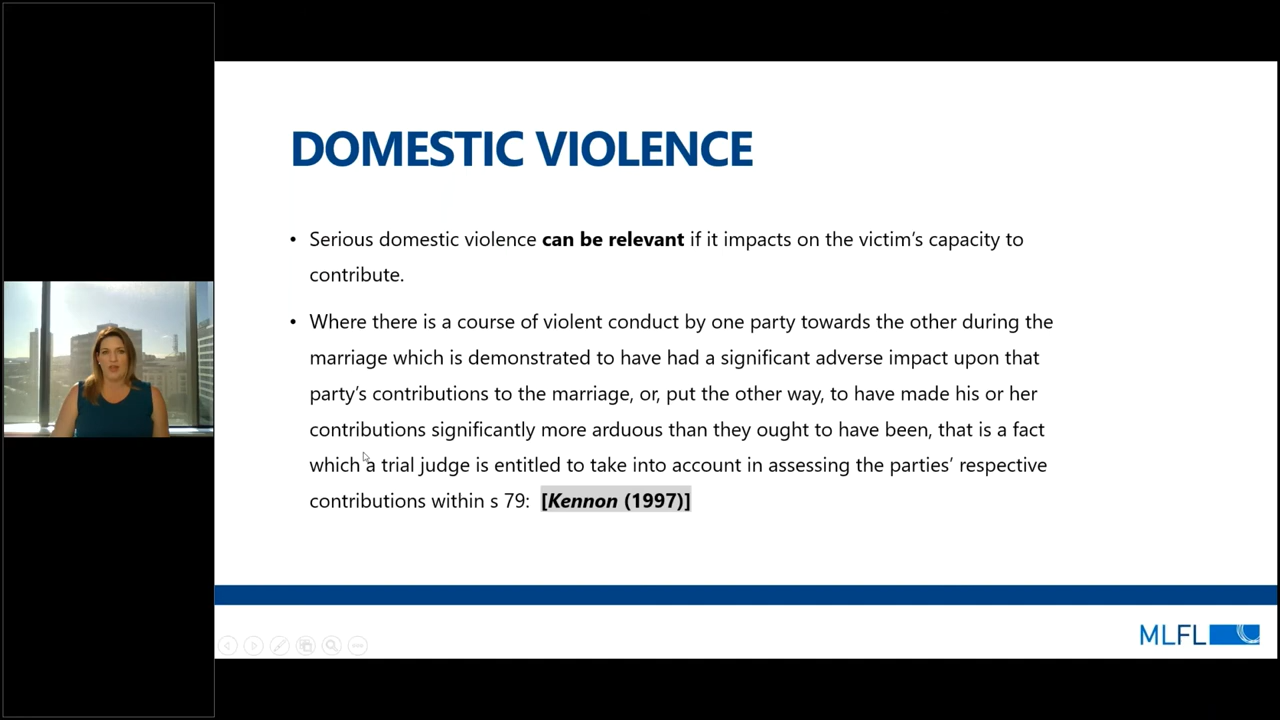 DOMESTIC VIOLENCE
• Serious domestic violence can be relevant if it impacts on the victim’s capacity to
contribute.
• Where there is a course of violent conduct by one party towards the other during the
marriage which is demonstrated to have had a significant adverse impact upon that
party’s contributions to the marriage, or, put the other way, to have made his or her
contributions significantly more arduous than they ought to have been, that is a fact
which a trial judge is entitled to take into account in assessing the parties’ respective
contributions within s 79: [Kennon (1997)]
MLFL